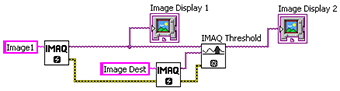 Image Display 1
Image Display 2
Image1
IMAQ
IMAQ Threshold
Image Dest
IMAQ